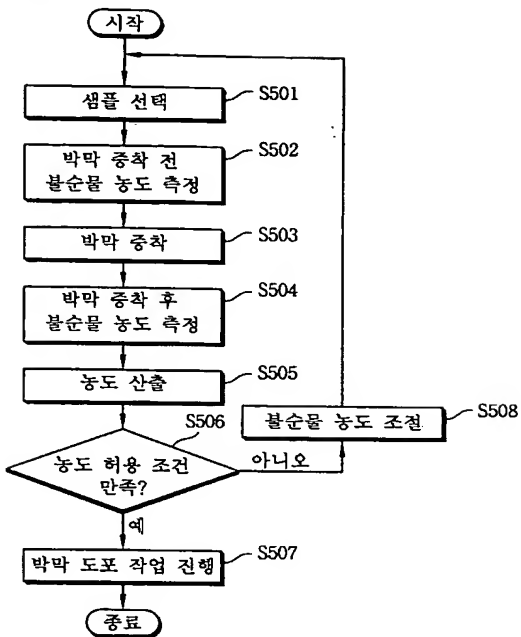 시작
샘플 선택
S501
박막 증착 전
불순물 농도 측정
S502
박막 증착
S503
박막 증착 후
불순물 농도 측정
S504
농도 산출
S505
S506
농도 허용 조건
만족?
아니오
불순물 농도 조절
S508
예
박막 도포 작업 진행
S507
종료